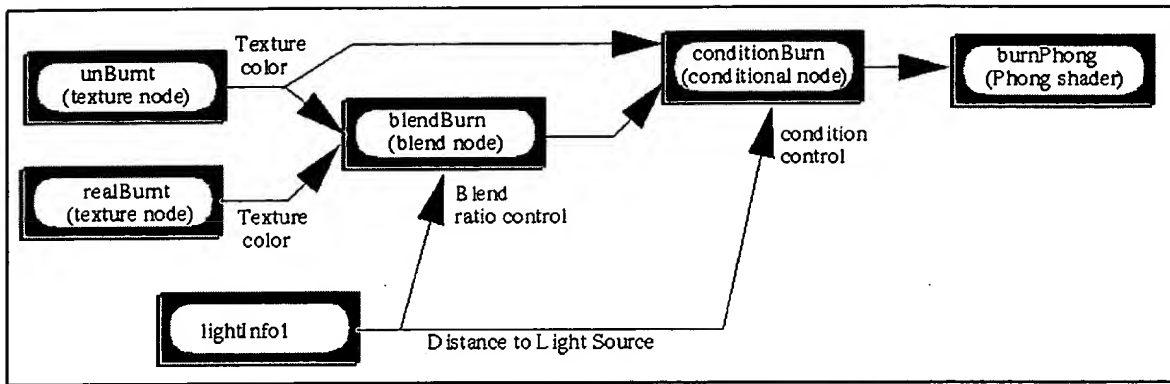 unBurnt
(texture node)
Texture
color
conditionBurn
(conditional node)
burnPhong
(Phong shader)
blendBurn
(blend node)
condition
control
realBurnt
(texture node)
Texture
color
Blend
ratio control
lightInfo1
Distance to Light Source